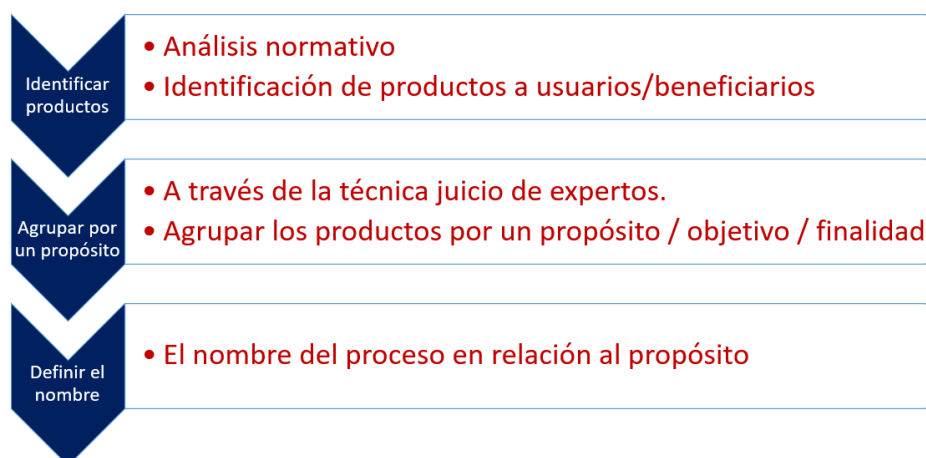 Identificar
productos
• Análisis normativo
• Identificación de productos a usuarios/beneficiarios
Agrupar por
un propósito
• A través de la técnica juicio de expertos.
• Agrupar los productos por un propósito / objetivo / finalidad
Definir el
nombre
• El nombre del proceso en relación al propósito